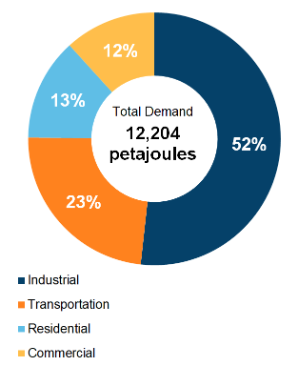 12%
13%
Total Demand
12,204
petajoules
52%
23%
Industrial
Transportation
Residential
Commercial